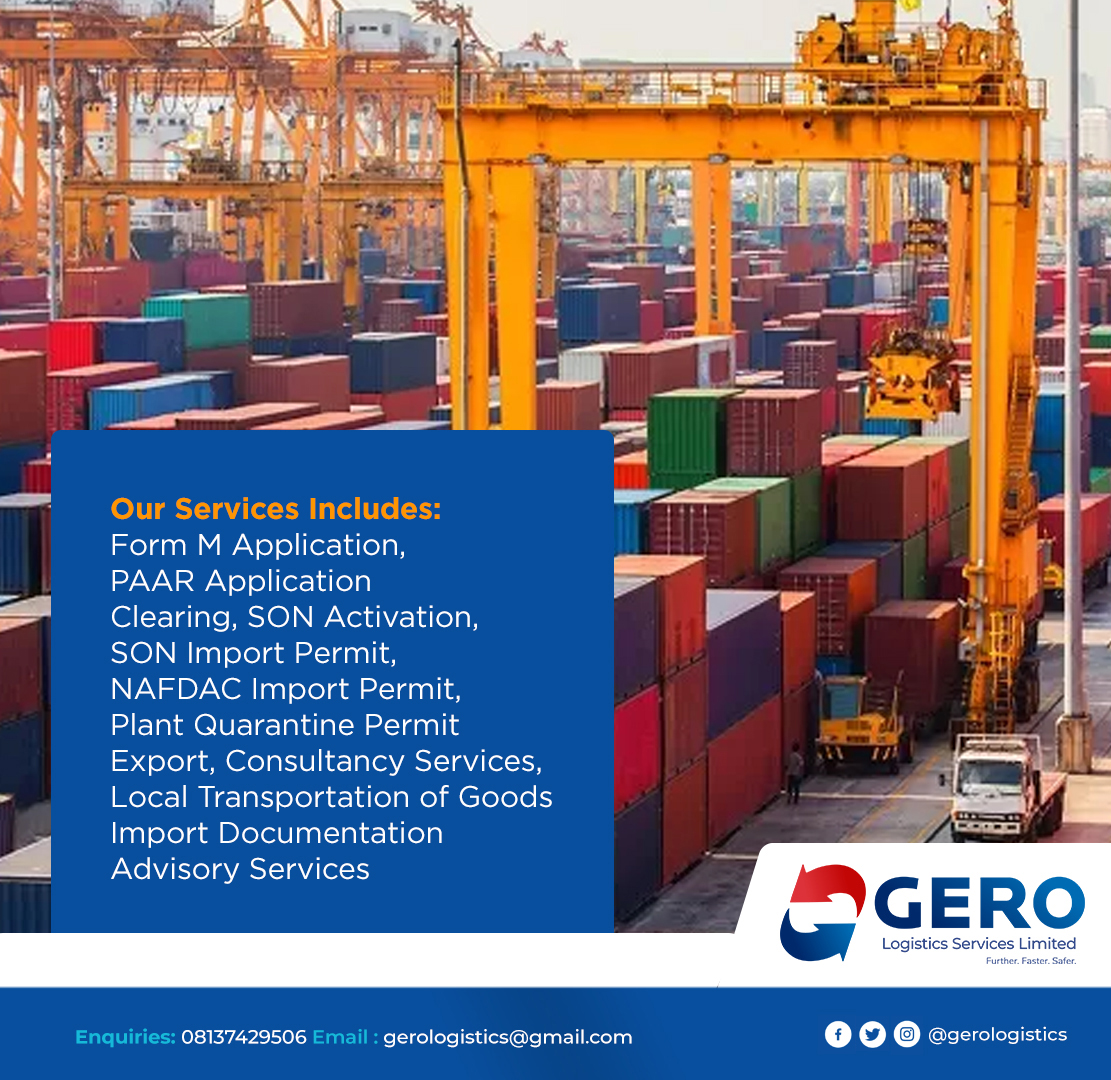 Our Services Includes:
Form M Application,
PAAR Application
Clearing, SON Activation,
SON Import Permit,
NAFDAC Import Permit,
Plant Quarantine Permit
Export, Consultancy Services,
Local Transportation of Goods
Import Documentation
Advisory Services
GERO
Logistics Services Limited
Further. Faster. Safer.
Enquiries: 08137429506 Email : gerologistics@gmail.com
@gerologistics